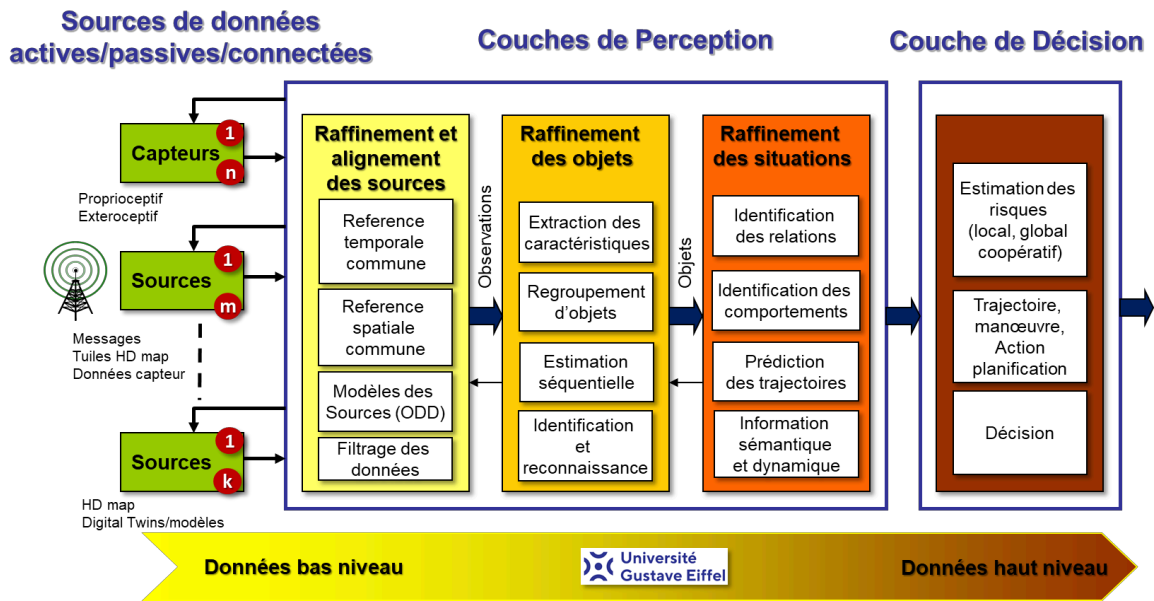 Sources de données
actives/passives/connectées
Couches de Perception
Couche de Décision
Capteurs
1
n
Proprioceptif
Exteroceptif
Sources
1
m
Messages
Tuiles HD map
Données capteur
Sources
1
k
HD map
Digital Twins/modèles
Raffinement et
alignement
des sources
Reference
temporale
commune
Reference
spatiale
commune
Modèles des
Sources (ODD)
Filtrage des
données
Observations
Raffinement
des objets
Extraction des
caractéristiques
Regroupement
d'objets
Estimation
séquentielle
Identification
et
reconnaissance
Objets
Raffinement
des situations
Identification
des relations
Identification des
comportements
Prédiction
des trajectoires
Information
sémantique
et dynamique
Estimation des
risques
(local, global
coopératif)
Trajectoire,
manœuvre,
Action
planification
Décision
Données bas niveau
Université
Gustave Eiffel
Données haut niveau